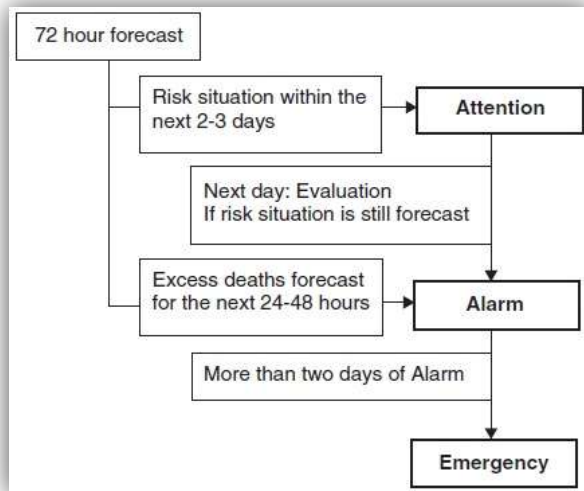 72 hour forecast
Risk situation within the
next 2-3 days
Attention
Next day: Evaluation
If risk situation is still forecast
Excess deaths forecast
for the next 24-48 hours
Alarm
More than two days of Alarm
Emergency